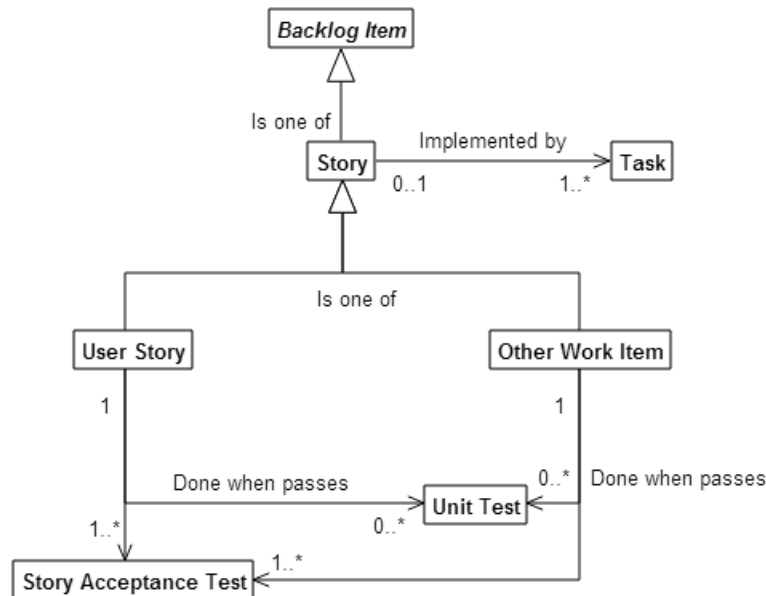 Backlog Item
Is one of
Implemented by
Story
Task
0..1
1..*
Is one of
User Story
Other Work Item
1
1
Done when passes
0..*
Done when passes
Unit Test
0..*
1..*
1..*
Story Acceptance Test